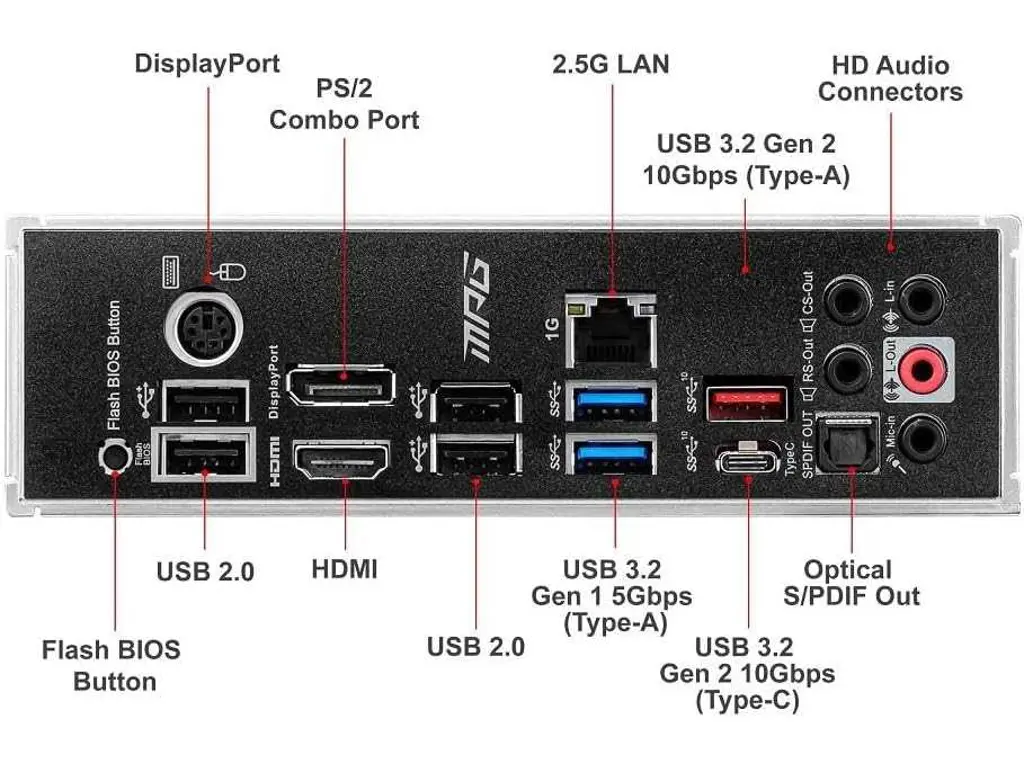 DisplayPort
PS/2
Combo Port
2.5G LAN
HD Audio
Connectors
USB 3.2 Gen 2
10Gbps (Type-A)
Flash BIOS Button
Flash
BIOS
DisplayPort
HDMI
MPG
1G
SS
SS
SS 10
SS 10
TypeC
CS-Out
RS-Out
SPDIF OUT
L-in
L-Out
Mic-in
USB 2.0
HDMI
USB 3.2
Gen 1 5Gbps
(Type-A)
Optical
S/PDIF Out
Flash BIOS
Button
USB 2.0
USB 3.2
Gen 2 10Gbps
(Type-C)